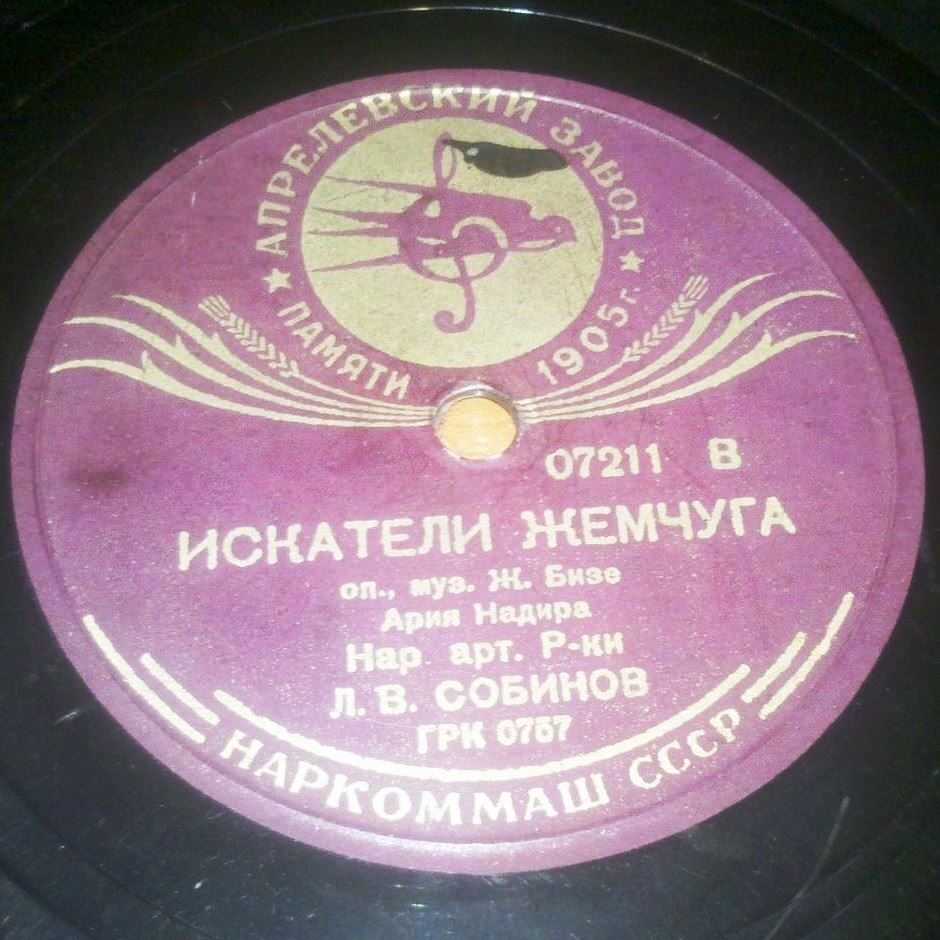 ★ АПРЕЛЕВСКИЙ ЗАВОД ★
ПАМЯТИ 1905 г.
07211 В
ИСКАТЕЛИ ЖЕМЧУГА
оп., муз. Ж. Бизе
Ария Надира
Нар арт. Р-ки
Л. В. СОБИНОВ
ГРК 0757
НАРКОММАШ СССР